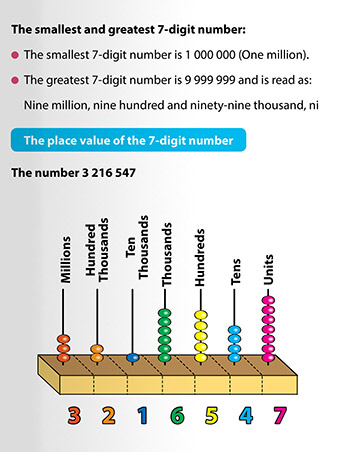 The smallest and greatest 7-digit number:
The smallest 7-digit number is 1 000 000 (One million).
The greatest 7-digit number is 9 999 999 and is read as:
Nine million, nine hundred and ninety-nine thousand, ni
The place value of the 7-digit number
The number 3 216 547
Millions
Hundred
Thousands
Ten
Thousands
Thousands
Hundreds
Tens
Units
3 2 1 6 5 4 7